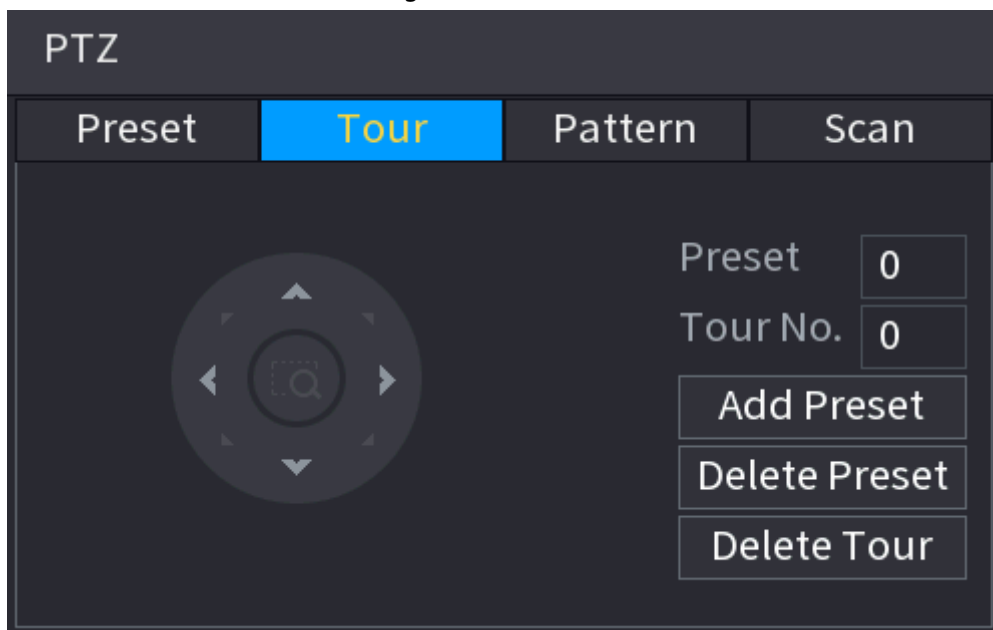 PTZ
Preset Tour Pattern Scan
Preset 0
Tour No. 0
Add Preset
Delete Preset
Delete Tour